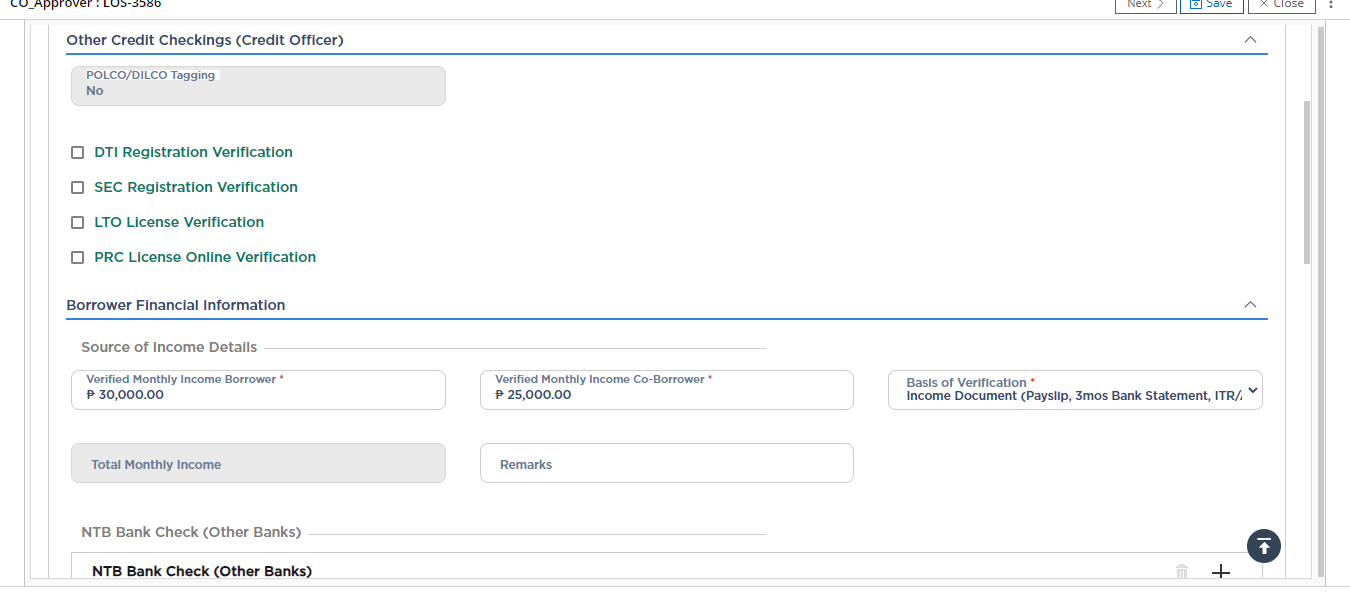 CO_Approver : LOS-3586
Next
Save
Close
Other Credit Checkings (Credit Officer)
POLCO/DILCO Tagging
No
DTI Registration Verification
SEC Registration Verification
LTO License Verification
PRC License Online Verification
Borrower Financial Information
Source of Income Details
Verified Monthly Income Borrower *
₱ 30,000.00
Verified Monthly Income Co-Borrower *
₱ 25,000.00
Basis of Verification *
Income Document (Payslip, 3mos Bank Statement, ITR/
Total Monthly Income
Remarks
NTB Bank Check (Other Banks)
NTB Bank Check (Other Banks)